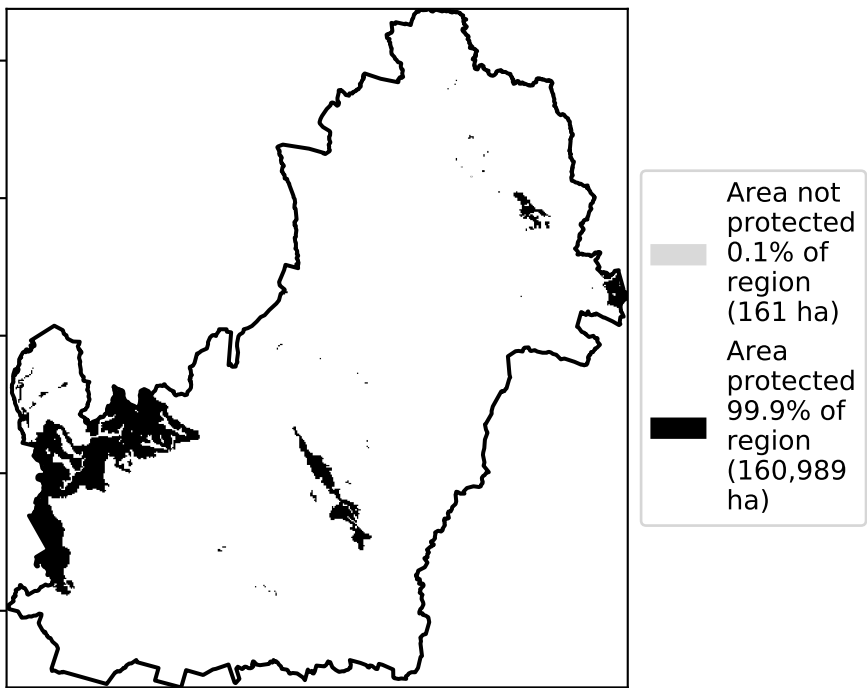 Area not
protected
0.1% of
region
(161 ha)
Area
protected
99.9% of
region
(160,989
ha)